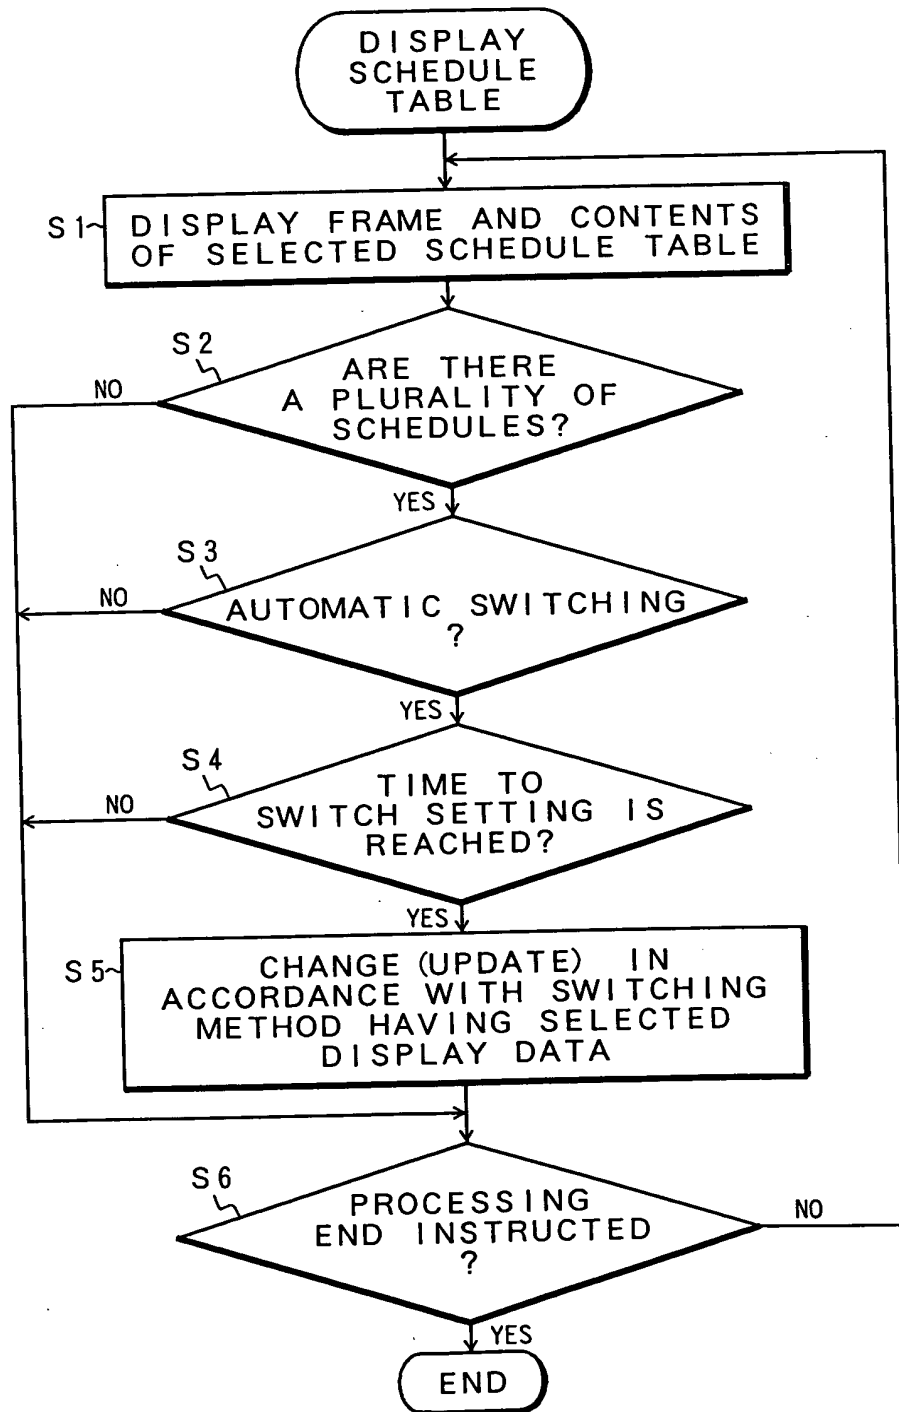 DISPLAY
SCHEDULE
TABLE
S1
DISPLAY FRAME AND CONTENTS
OF SELECTED SCHEDULE TABLE
S2
ARE THERE
A PLURALITY OF
SCHEDULES?
NO
YES
S3
AUTOMATIC SWITCHING
?
NO
YES
S4
TIME TO
SWITCH SETTING IS
REACHED?
NO
YES
S5
CHANGE (UPDATE) IN
ACCORDANCE WITH SWITCHING
METHOD HAVING SELECTED
DISPLAY DATA
S6
PROCESSING
END INSTRUCTED
?
NO
YES
END